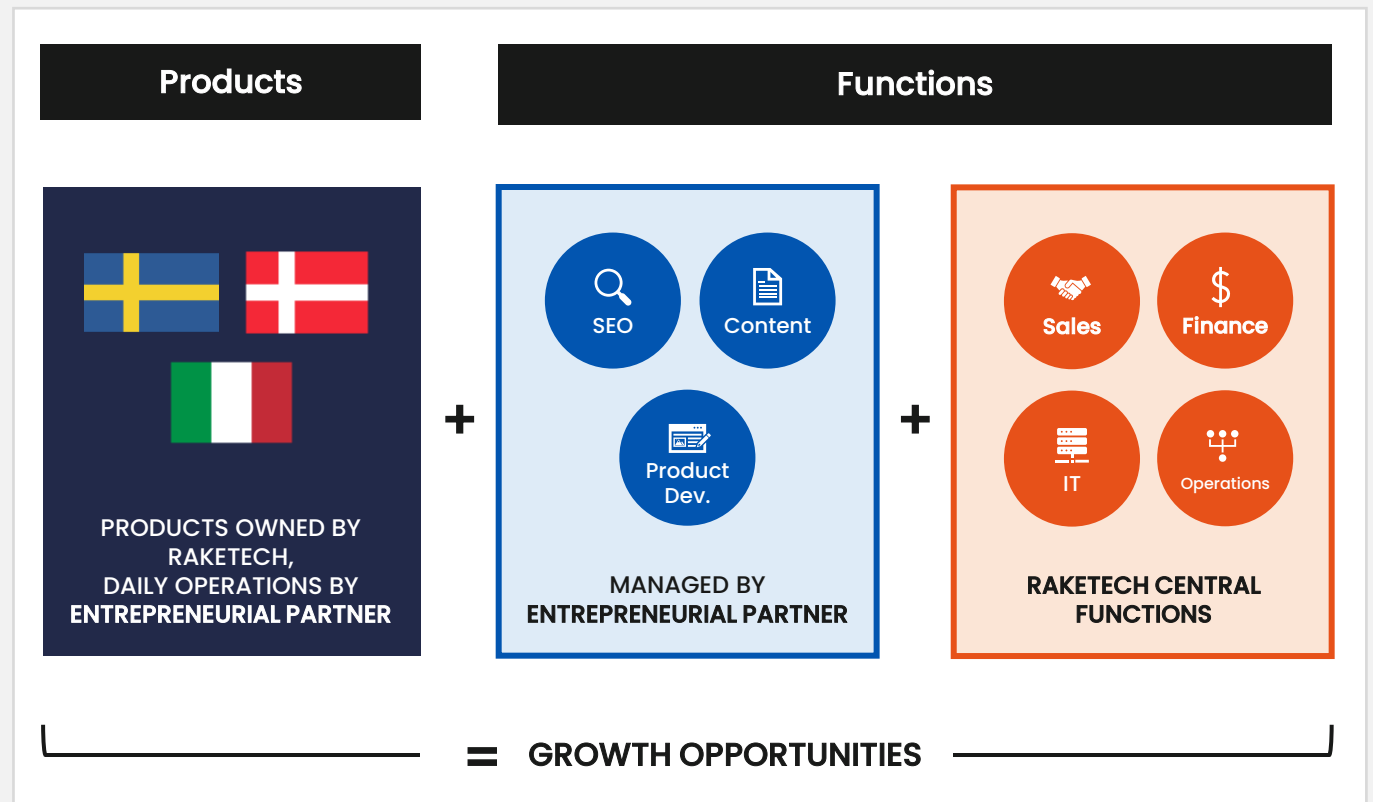 Products
Functions
PRODUCTS OWNED BY
RAKETECH,
DAILY OPERATIONS BY
ENTREPRENEURIAL PARTNER
+
SEO
Content
Product
Dev.
MANAGED BY
ENTREPRENEURIAL PARTNER
+
$
Sales
Finance
IT
Operations
RAKETECH CENTRAL
FUNCTIONS
= GROWTH OPPORTUNITIES